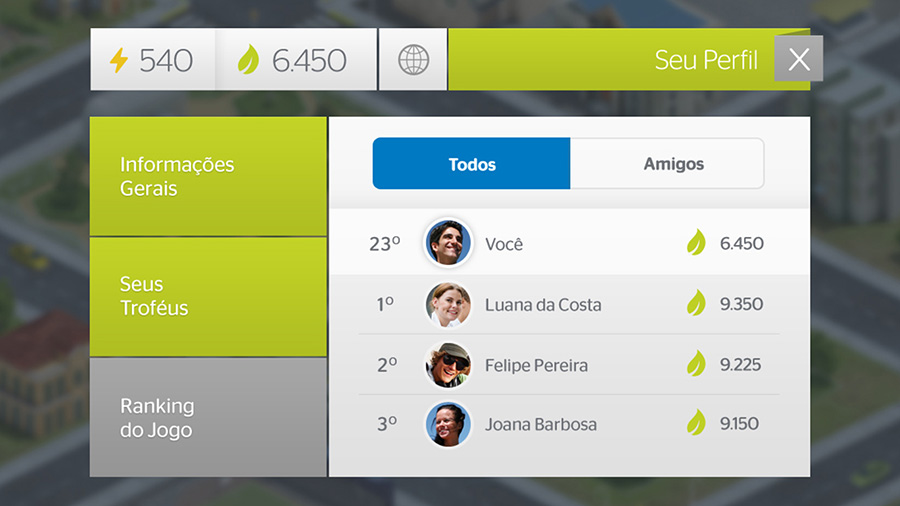 540
6.450
Seu Perfil
Informações
Gerais
Seus
Troféus
Ranking
do Jogo
Todos
Amigos
23º Você 6.450
1º Luana da Costa 9.350
2º Felipe Pereira 9.225
3º Joana Barbosa 9.150